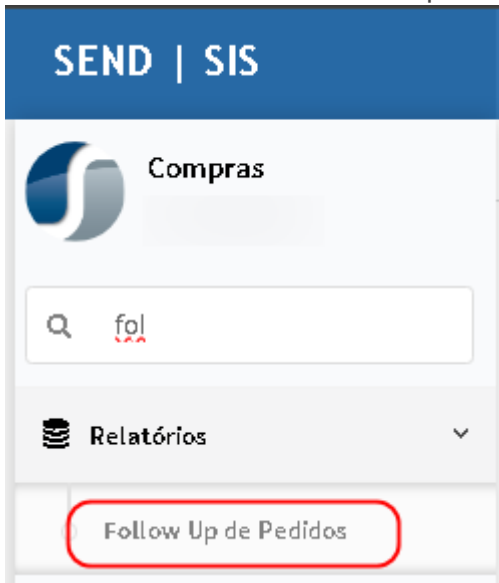 SEND | SIS
Compras
fol
Relatórios
Follow Up de Pedidos